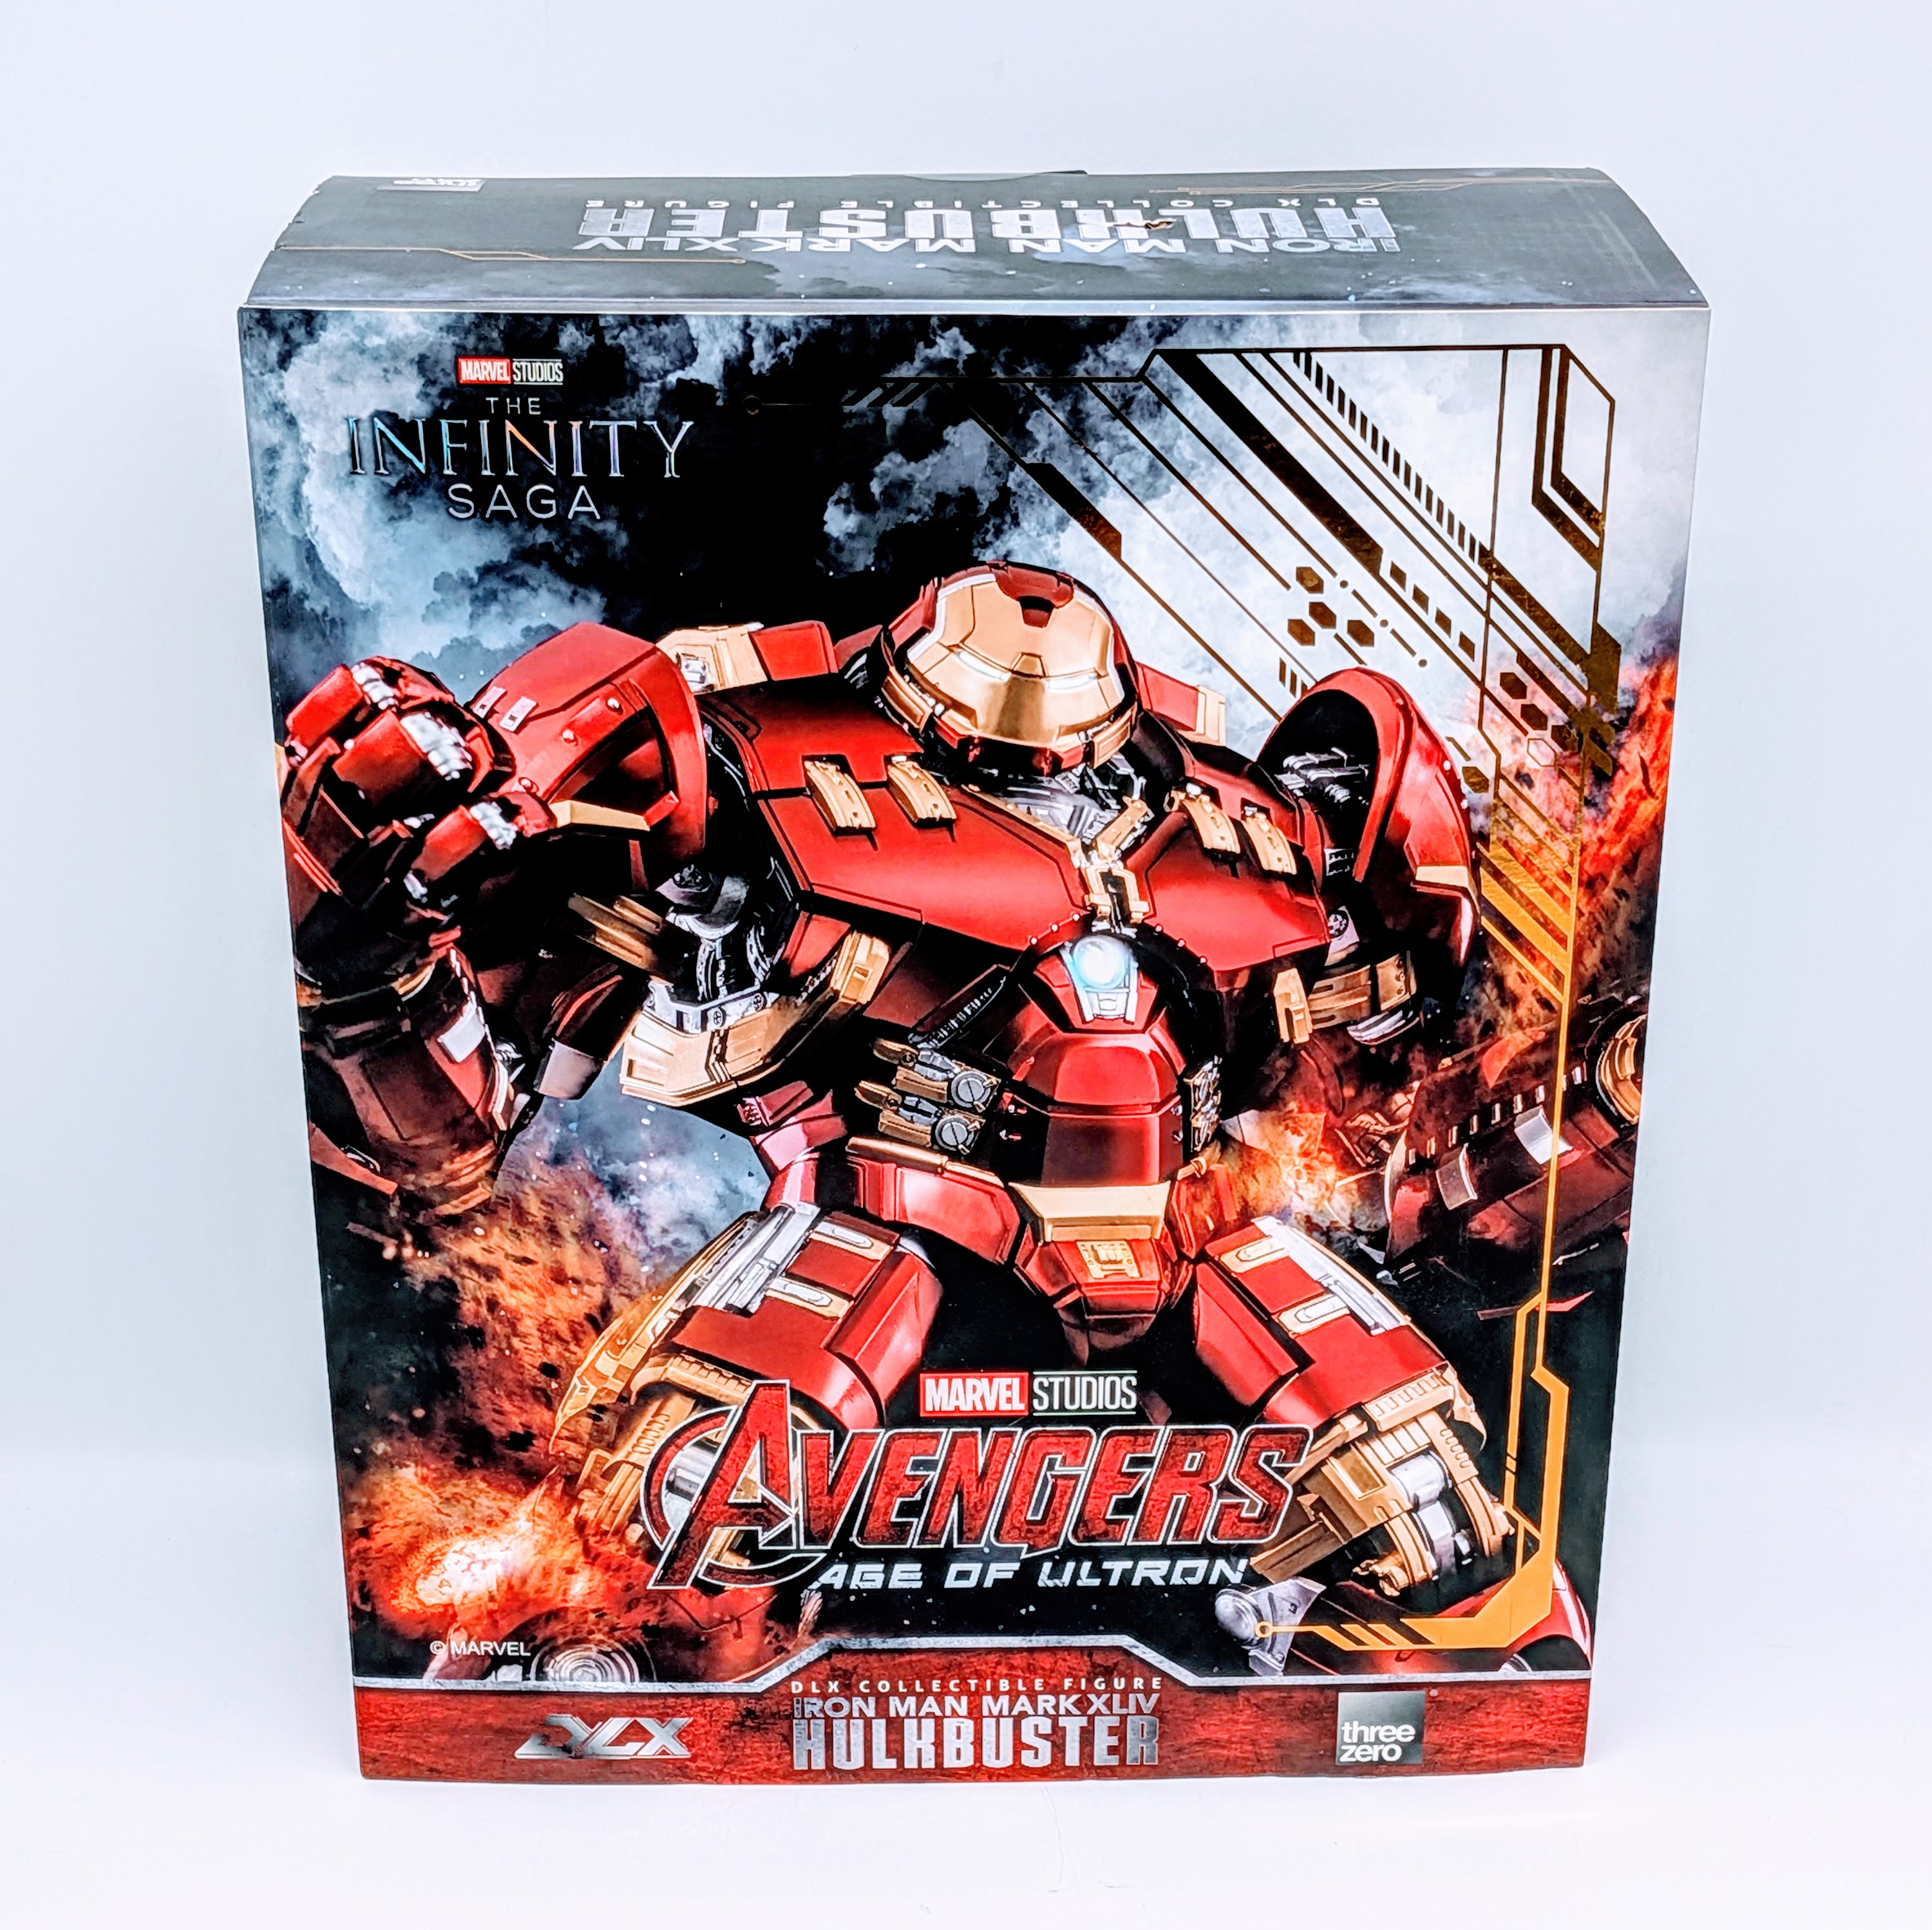 IRON MAN MARK XLIV
HULKBUSTER
DLX COLLECTIBLE FIGURE
MARVEL STUDIOS
THE
INFINITY
SAGA
MARVEL STUDIOS
AVENGERS
AGE OF ULTRON
© MARVEL
DLX COLLECTIBLE FIGURE
IRON MAN MARK XLIV
HULKBUSTER
DLX
three
zero